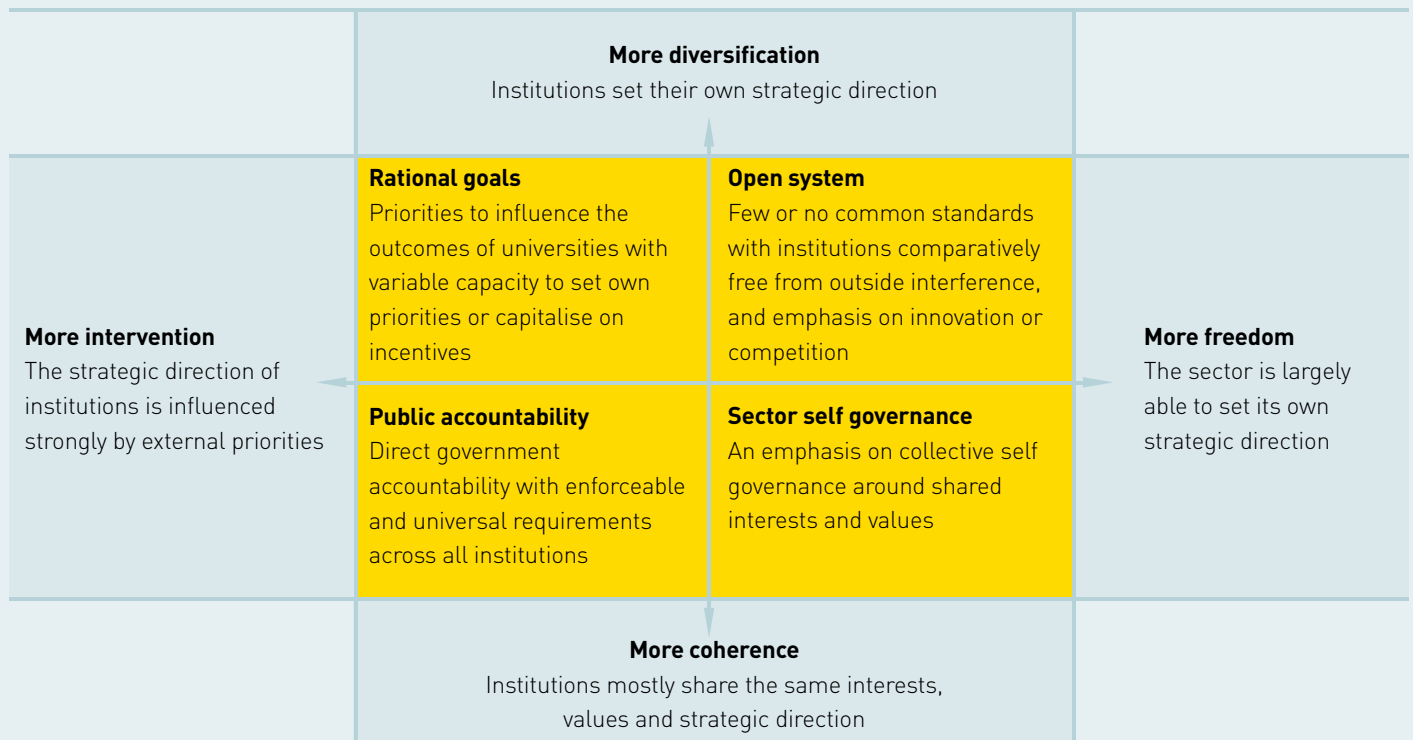 More diversification
Institutions set their own strategic direction
Rational goals
Priorities to influence the
outcomes of universities with
variable capacity to set own
priorities or capitalise on
incentives
Open system
Few or no common standards
with institutions comparatively
free from outside interference,
and emphasis on innovation or
competition
More intervention
The strategic direction of
institutions is influenced
strongly by external priorities
More freedom
The sector is largely
able to set its own
strategic direction
Public accountability
Direct government
accountability with enforceable
and universal requirements
across all institutions
Sector self governance
An emphasis on collective self
governance around shared
interests and values
More coherence
Institutions mostly share the same interests,
values and strategic direction